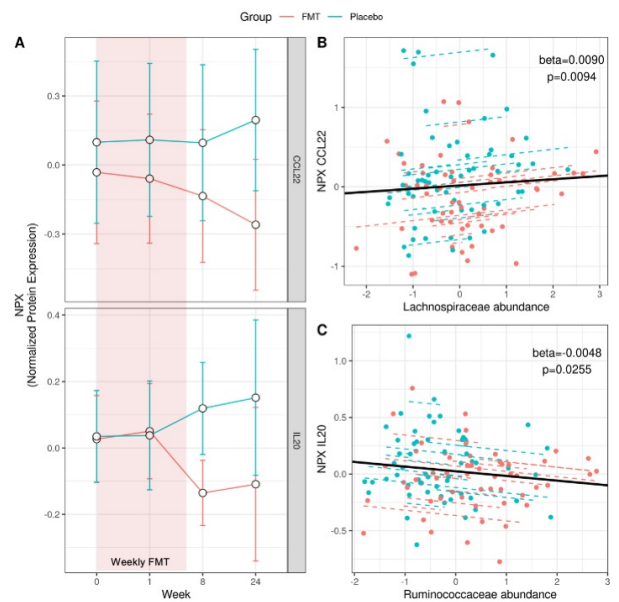 Group FMT Placebo
A
NPX
(Normalized Protein Expression)
0.3
0.0
-0.3
CCL22
0.4
0.2
0.0
-0.2
IL20
Weekly FMT
0 1 8 24
Week
B
beta=0.0090
p=0.0094
NPX CCL22
1
0
-1
-2 -1 0 1 2 3
Lachnospiraceae abundance
C
beta=-0.0048
p=0.0255
NPX IL20
1.0
0.5
0.0
-0.5
-2 -1 0 1 2 3
Ruminococcaceae abundance